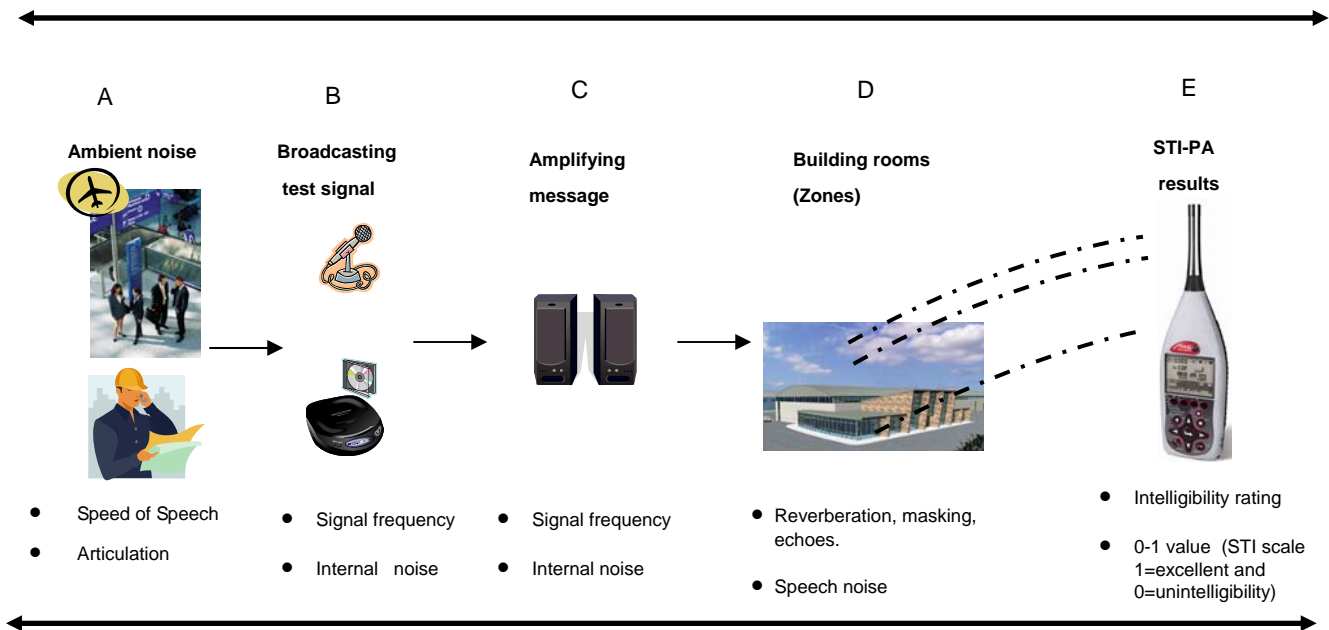 A
B
C
D
E
Ambient noise
Broadcasting
test signal
Amplifying
message
Building rooms
(Zones)
STI-PA
results
● Speed of Speech
● Articulation
● Signal frequency
● Internal noise
● Signal frequency
● Internal noise
● Reverberation, masking,
echoes.
● Speech noise
● Intelligibility rating
● 0-1 value (STI scale
1=excellent and
0=unintelligibility)